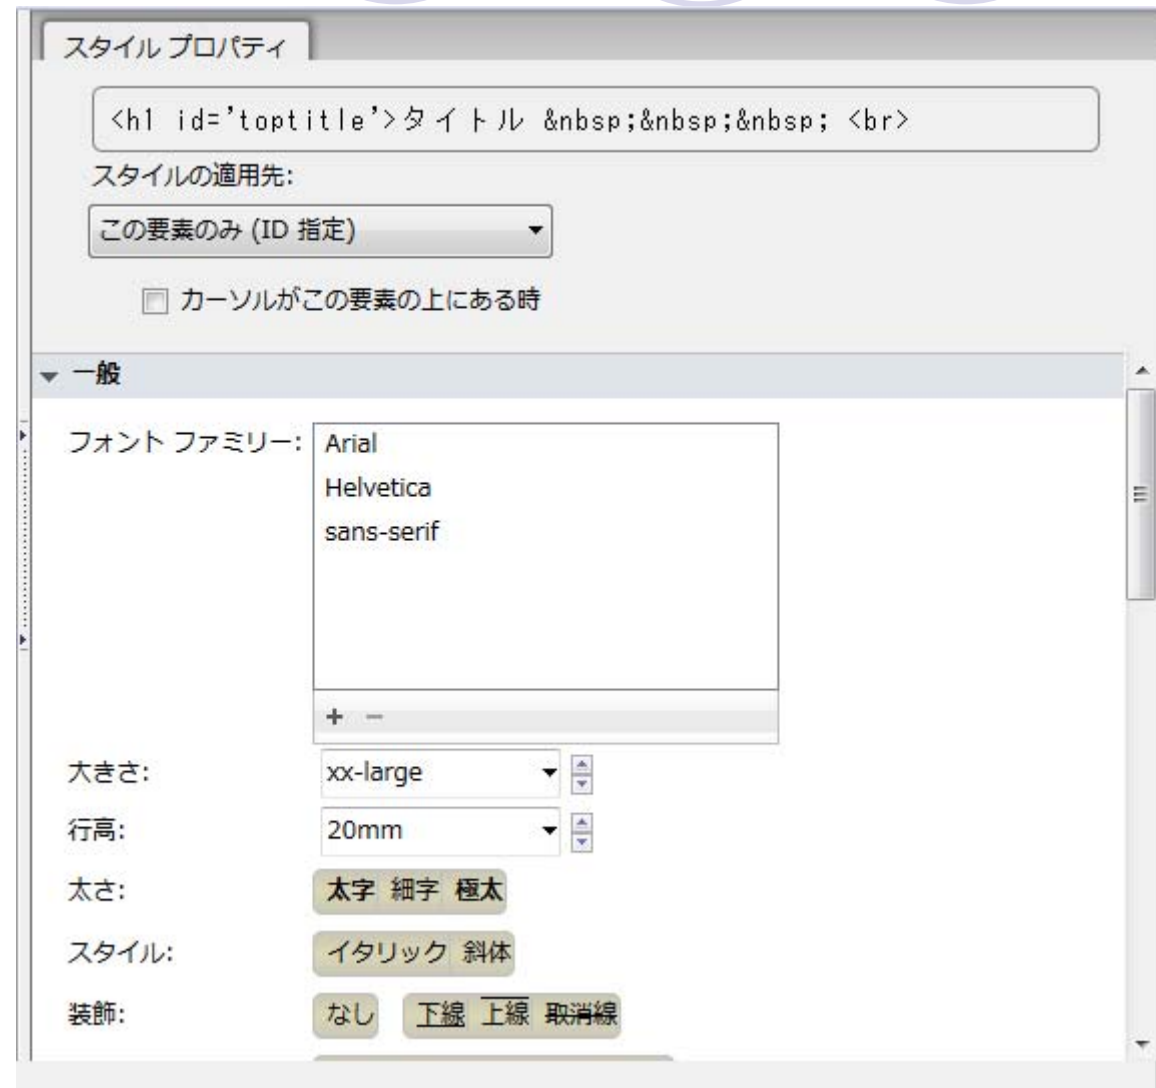 スタイル プロパティ
<h1 id='toptitle'>タイトル &nbsp;&nbsp;&nbsp; <br>
スタイルの適用先:
この要素のみ (ID 指定)
カーソルがこの要素の上にある時
一般
フォント ファミリー: Arial
Helvetica
sans-serif
+ −
大きさ: xx-large
行高: 20mm
太さ: 太字 細字 極太
スタイル: イタリック 斜体
装飾: なし 下線 上線 取消線